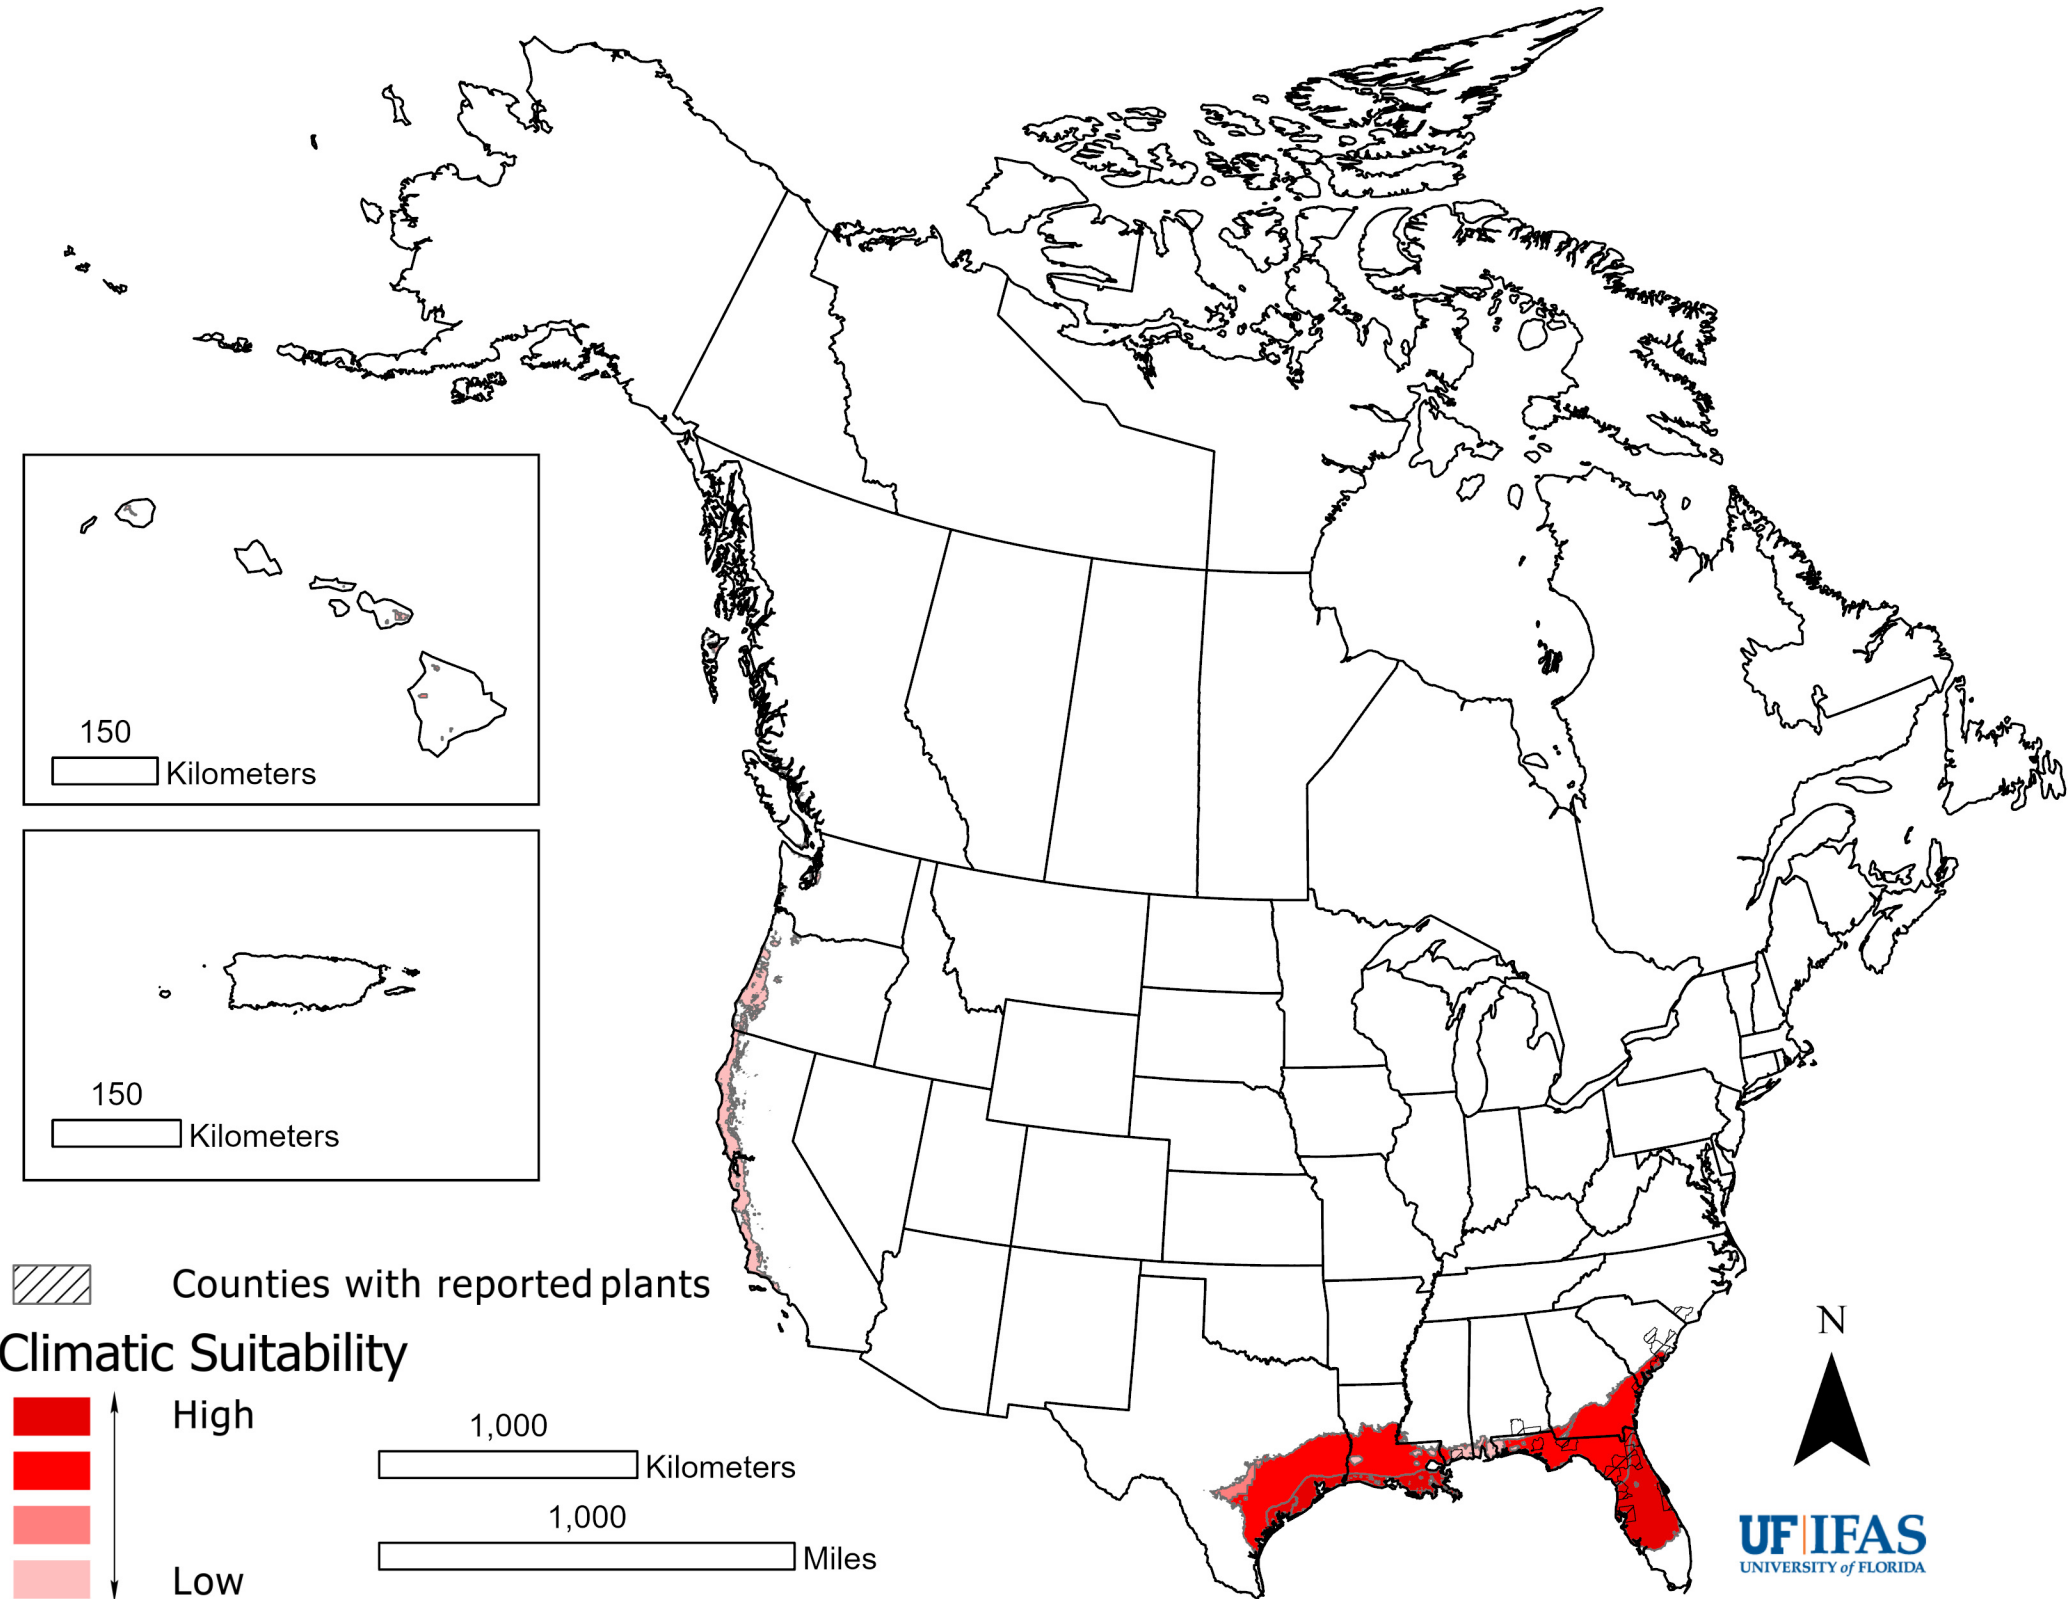 150
Kilometers
150
Kilometers
Counties with reported plants
Climatic Suitability
High
Low
1,000
Kilometers
1,000
Miles
N
UF|IFAS
UNIVERSITY of FLORIDA